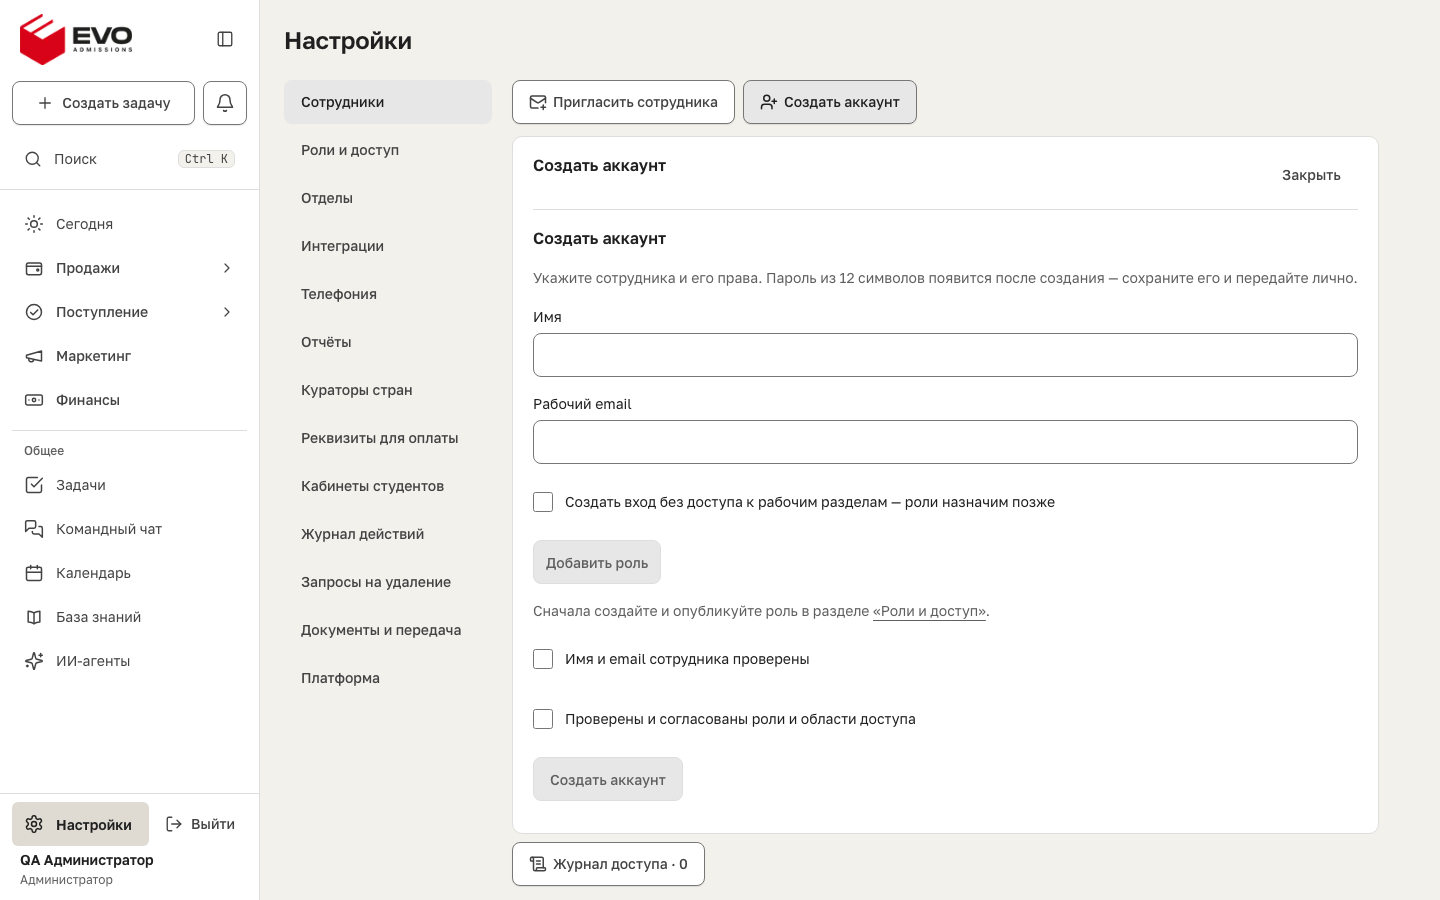 EVO
ADMISSIONS
Создать задачу
Поиск
Ctrl K
Сегодня
Продажи
Поступление
Маркетинг
Финансы
Общее
Задачи
Командный чат
Календарь
База знаний
ИИ-агенты
Настройки
Выйти
QA Администратор
Администратор
Настройки
Сотрудники
Роли и доступ
Отделы
Интеграции
Телефония
Отчёты
Кураторы стран
Реквизиты для оплаты
Кабинеты студентов
Журнал действий
Запросы на удаление
Документы и передача
Платформа
Пригласить сотрудника
Создать аккаунт
Создать аккаунт
Закрыть
Создать аккаунт
Укажите сотрудника и его права. Пароль из 12 символов появится после создания — сохраните его и передайте лично.
Имя
Рабочий email
Создать вход без доступа к рабочим разделам — роли назначим позже
Добавить роль
Сначала создайте и опубликуйте роль в разделе «Роли и доступ».
Имя и email сотрудника проверены
Проверены и согласованы роли и области доступа
Создать аккаунт
Журнал доступа · 0